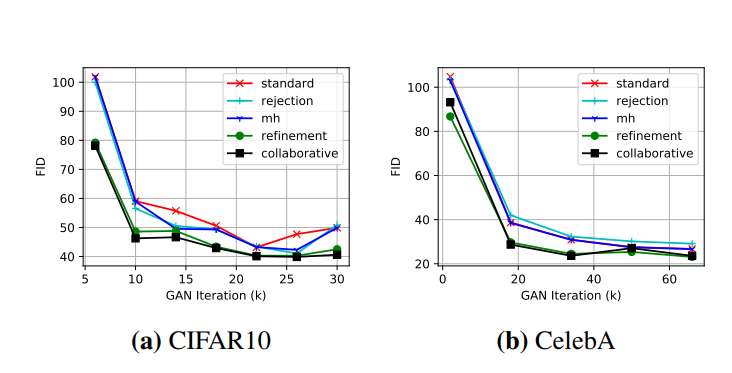 100
90
80
70
60
50
40
FID
5
10
15
20
25
30
GAN Iteration (k)
standard
rejection
mh
refinement
collaborative
(a) CIFAR10
100
80
60
40
20
FID
0
20
40
60
GAN Iteration (k)
standard
rejection
mh
refinement
collaborative
(b) CelebA